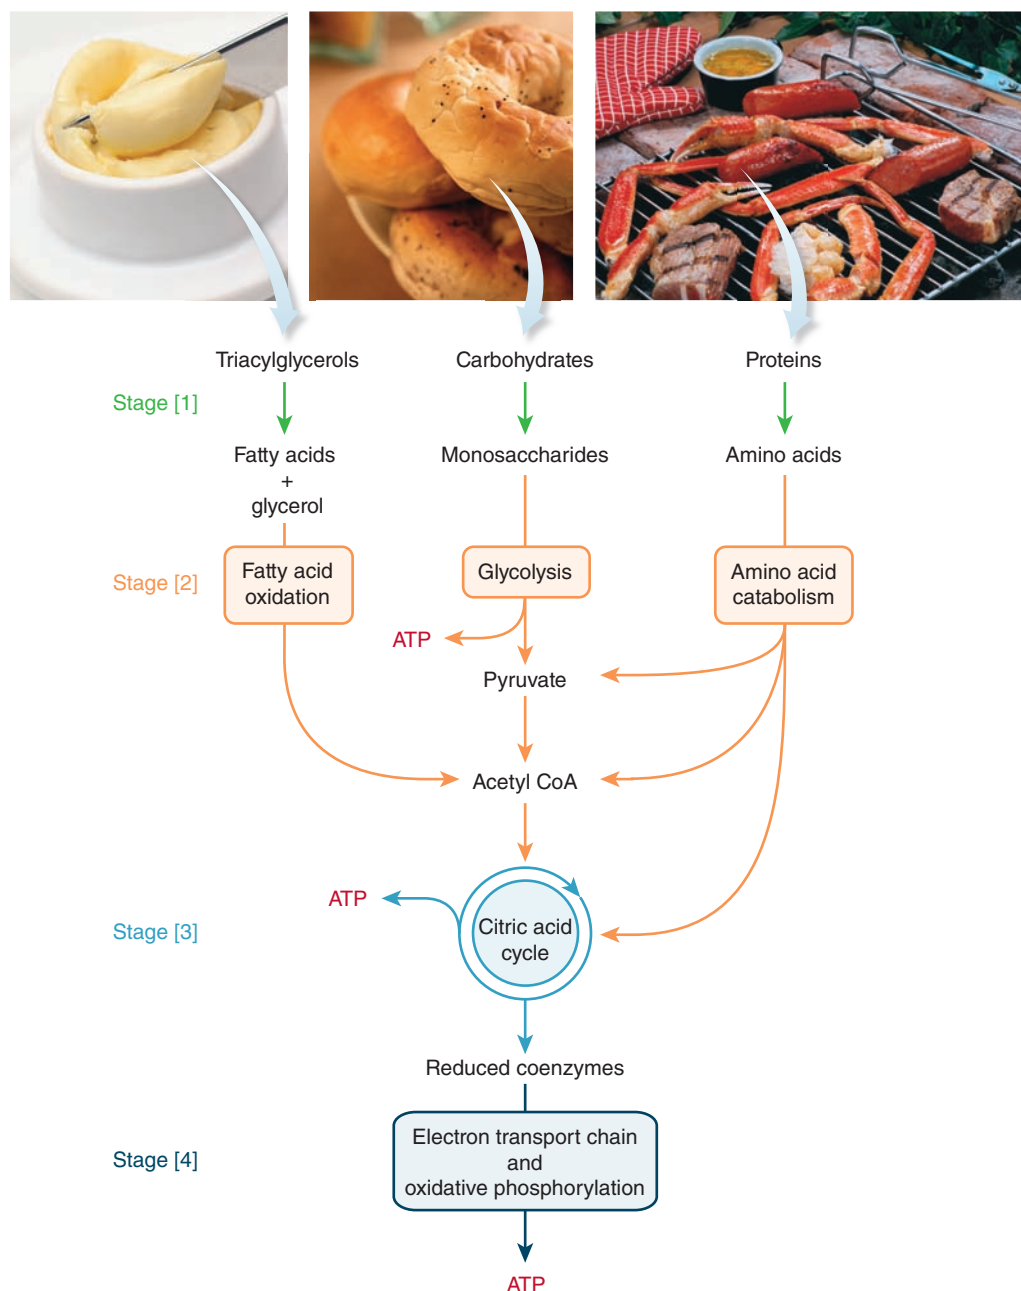 Triacylglycerols
Carbohydrates
Proteins
Stage [1]
Fatty acids
+
glycerol
Monosaccharides
Amino acids
Stage [2]
Fatty acid
oxidation
Glycolysis
Amino acid
catabolism
ATP
Pyruvate
Acetyl CoA
ATP
Stage [3]
Citric acid
cycle
Reduced coenzymes
Stage [4]
Electron transport chain
and
oxidative phosphorylation
ATP